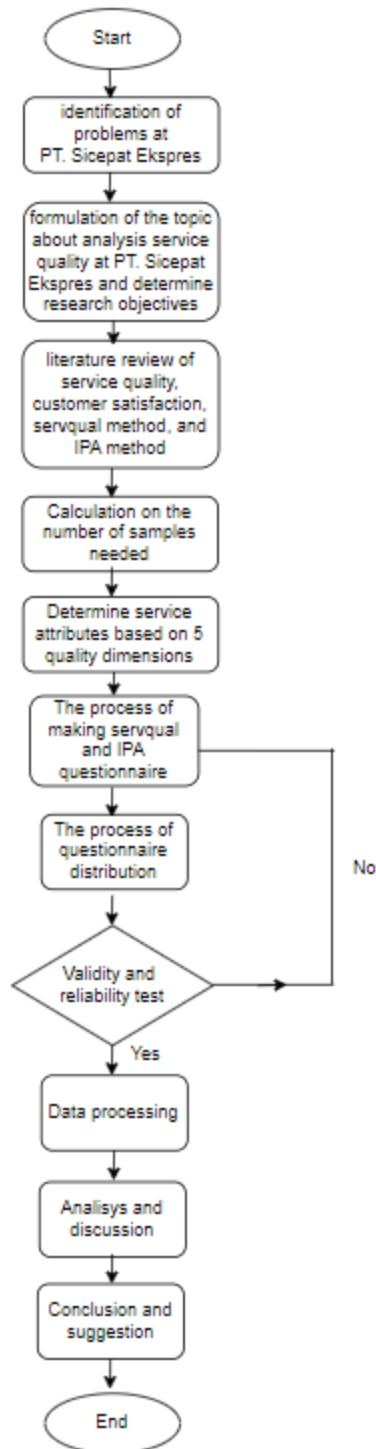 Start
identification of
problems at
PT. Sicepat Ekspres
formulation of the topic
about analysis service
quality at PT. Sicepat
Ekspres and determine
research objectives
literature review of
service quality,
customer satisfaction,
servqual method, and
IPA method
Calculation on the
number of samples
needed
Determine service
attributes based on 5
quality dimensions
The process of
making servqual
and IPA
questionnaire
The process of
questionnaire
distribution
No
Validity and
reliability test
Yes
Data processing
Analisys and
discussion
Conclusion and
suggestion
End